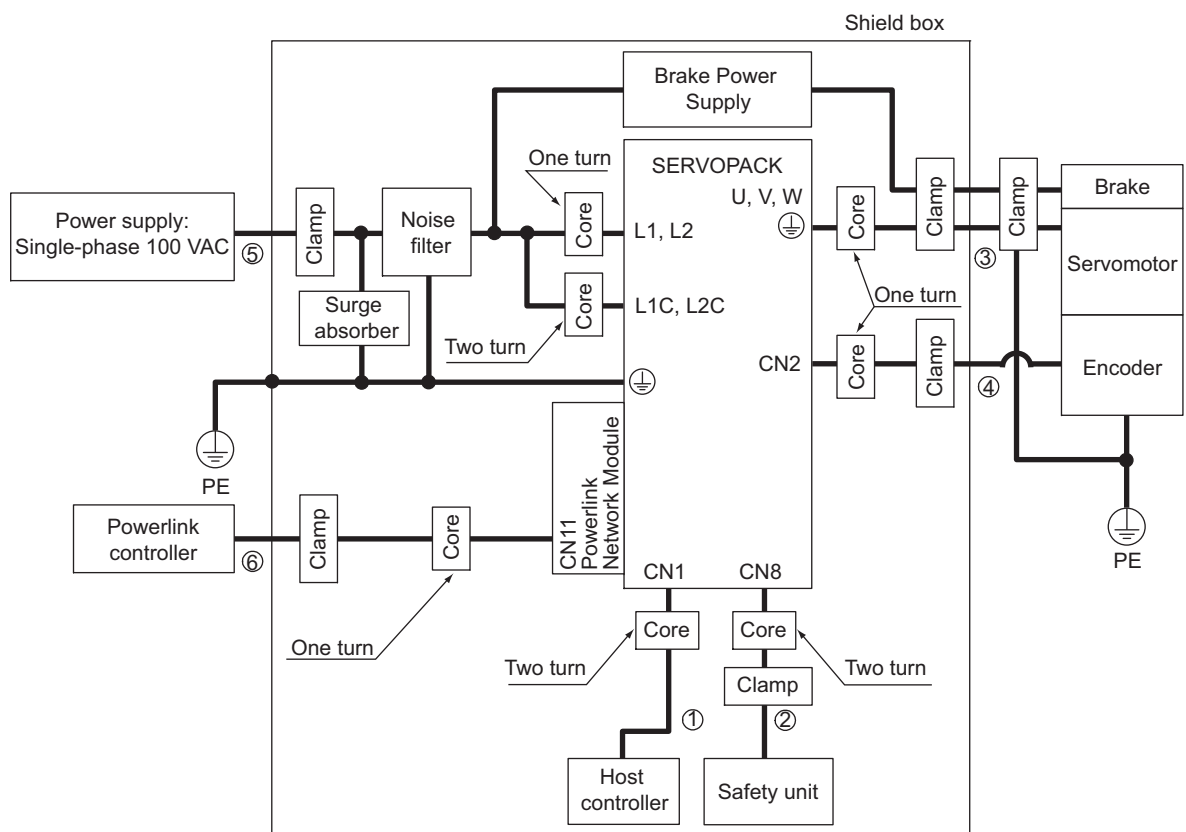 Shield box
Brake Power
Supply
One turn
SERVOPACK
U, V, W
Brake
Power supply:
Single-phase 100 VAC
⑤
Clamp
Noise
filter
Core
L1, L2
Core
Clamp
Clamp
③
Servomotor
Surge
absorber
Core
L1C, L2C
Two turn
One turn
CN2
Core
Clamp
④
Encoder
PE
CN11
Powerlink
Network Module
Powerlink
controller
⑥
Clamp
Core
One turn
PE
CN1
CN8
Core
Core
Two turn
Two turn
Clamp
①
②
Host
controller
Safety unit